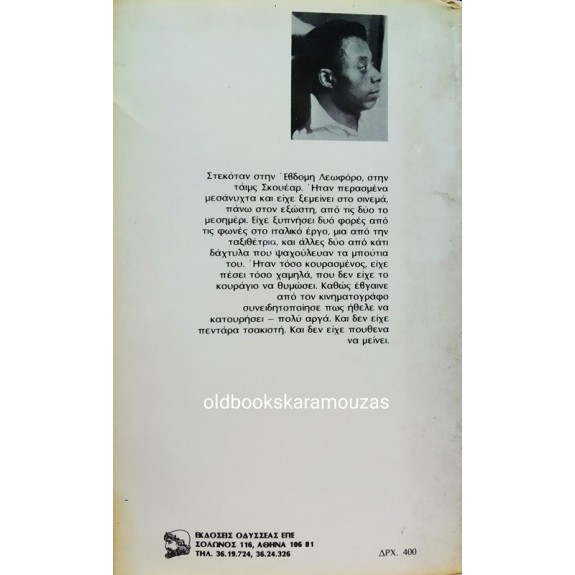 Στεκόταν στην Έβδομη Λεωφόρο, στην
τάιμς Σκουέαρ. Ήταν περασμένα
μεσάνυχτα και είχε ξεμείνει στο σινεμά,
πάνω στον εξώστη, από τις δύο το
μεσημέρι. Είχε ξυπνήσει δυό φορές από
τις φωνές στο ιταλικό έργο, μια από την
ταξιθέτρια, και άλλες δύο από κάτι
δάχτυλα που ψαχούλευαν τα μπούτια
του. Ήταν τόσο κουρασμένος, είχε
πέσει τόσο χαμηλά, που δεν είχε το
κουράγιο να θυμώσει. Καθώς έβγαινε
από τον κινηματογράφο
συνειδητοποίησε πως ήθελε να
κατουρήσει – πολύ αργά. Και δεν είχε
πεντάρα τσακιστή. Και δεν είχε πουθενα
να μείνει.
oldbookskaramouzas
ΕΚΔΟΣΕΙΣ ΟΔΥΣΣΕΑΣ ΕΠΕ
ΣΟΛΩΝΟΣ 116, ΑΘΗΝΑ 106 81
ΤΗΛ. 36.19.724, 36.24.326
ΔΡΧ. 400